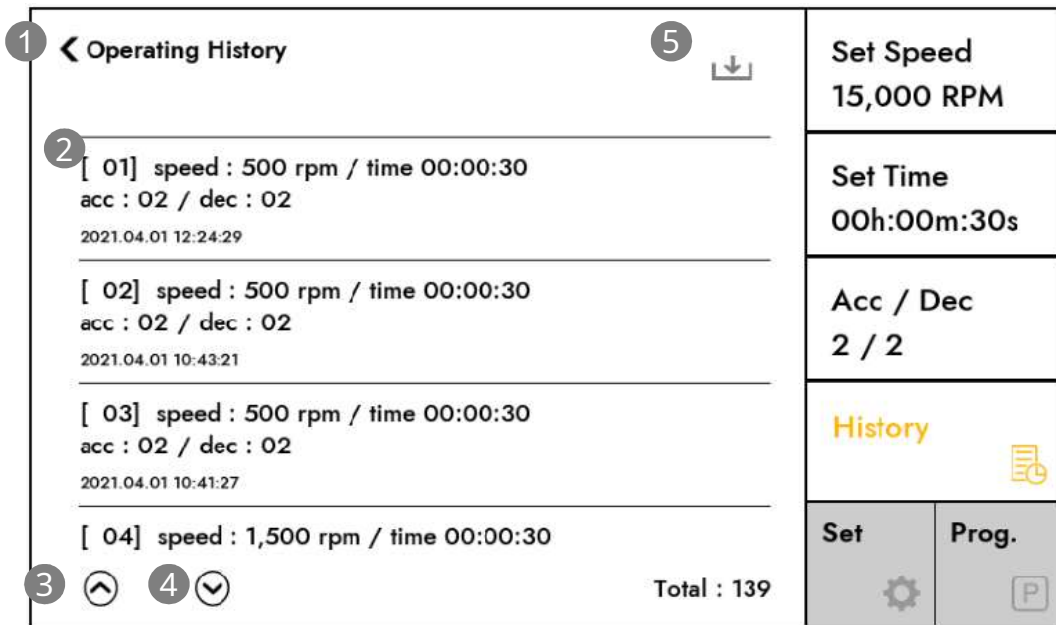 1
Operating History
5
2
[ 01] speed : 500 rpm / time 00:00:30
acc : 02 / dec : 02
2021.04.01 12:24:29
[ 02] speed : 500 rpm / time 00:00:30
acc : 02 / dec : 02
2021.04.01 10:43:21
[ 03] speed : 500 rpm / time 00:00:30
acc : 02 / dec : 02
2021.04.01 10:41:27
[ 04] speed : 1,500 rpm / time 00:00:30
3
4
Total : 139
Set Speed
15,000 RPM
Set Time
00h:00m:30s
Acc / Dec
2 / 2
History
Set
Prog.
P